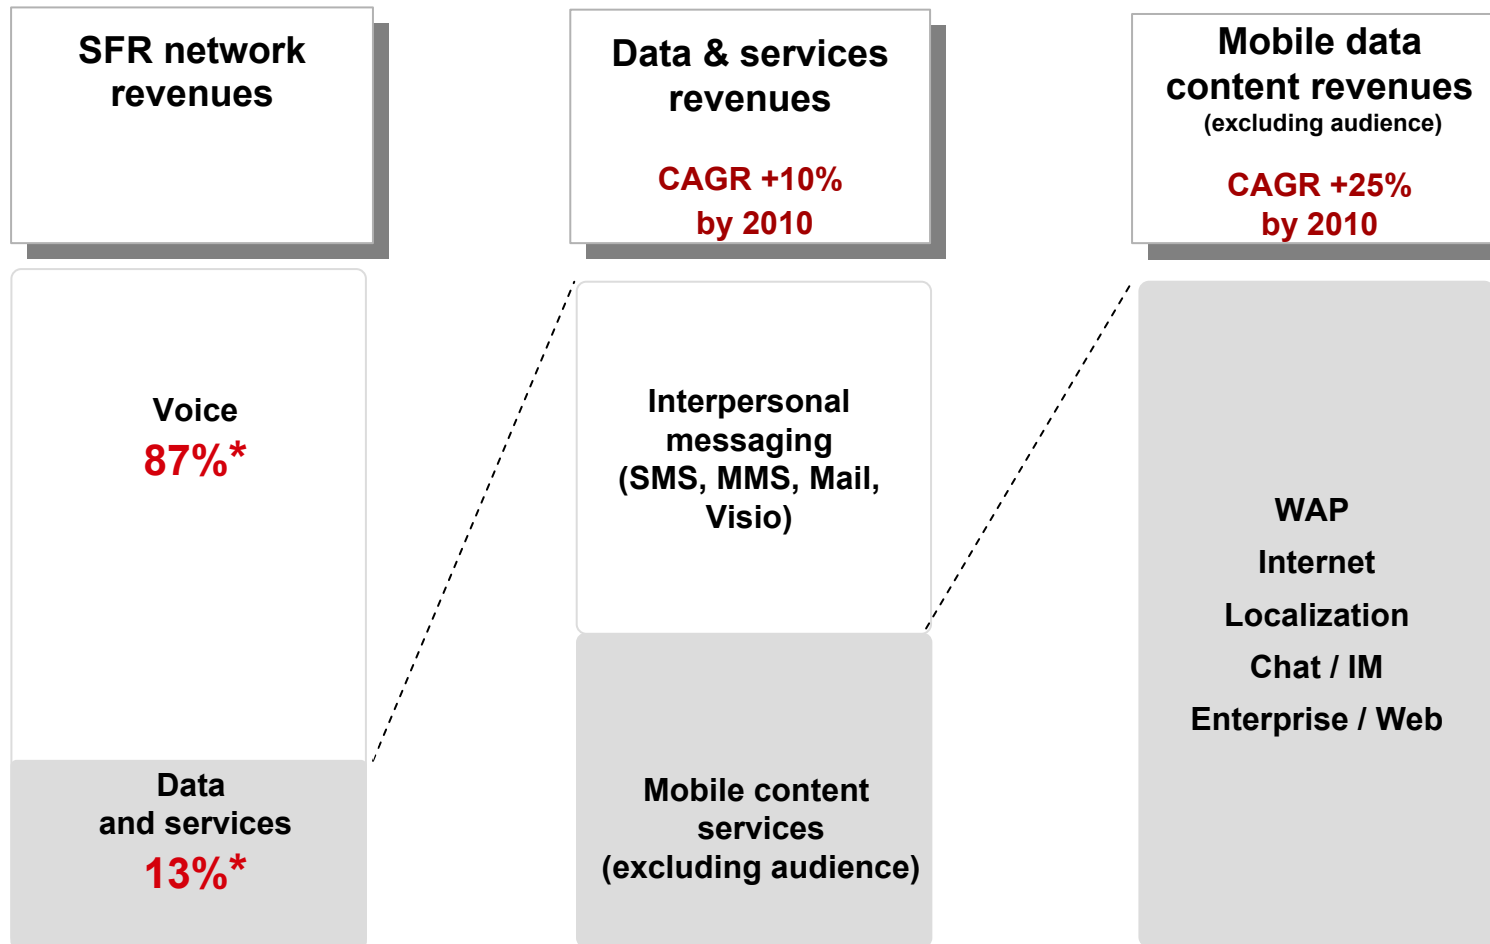 SFR network
revenues
Data & services
revenues
CAGR +10%
by 2010
Mobile data
content revenues
(excluding audience)
CAGR +25%
by 2010
Voice
87%*
Data
and services
13%*
Interpersonal
messaging
(SMS, MMS, Mail,
Visio)
Mobile content
services
(excluding audience)
WAP
Internet
Localization
Chat / IM
Enterprise / Web